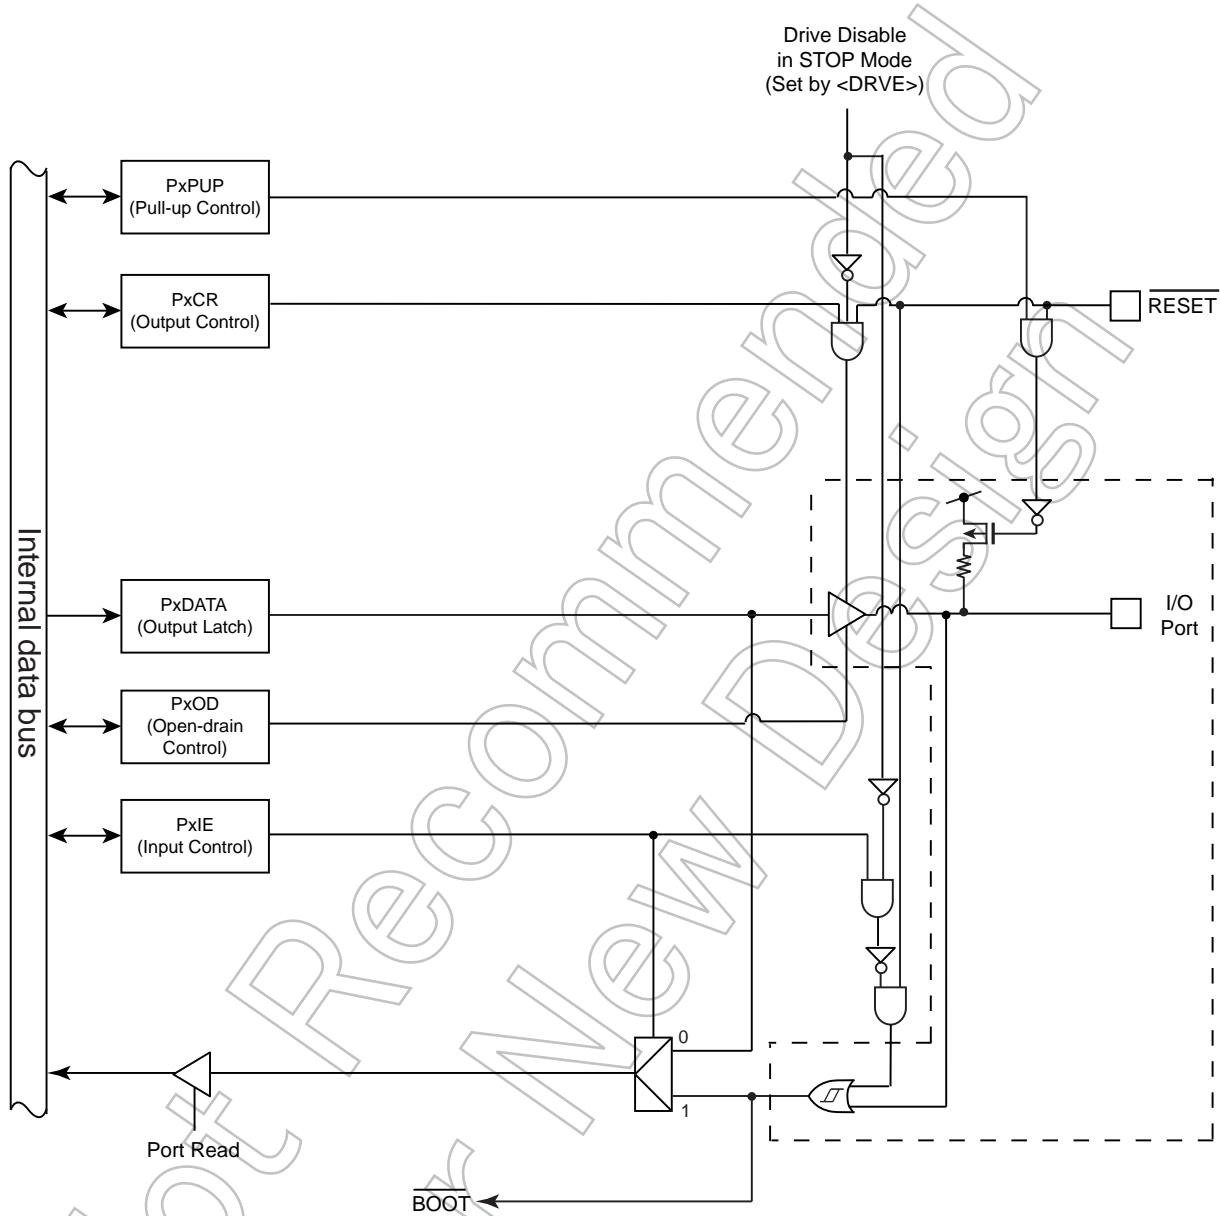 Drive Disable
in STOP Mode
(Set by <DRVE>)
PxPUP
(Pull-up Control)
PxCR
(Output Control)
RESET
Internal data bus
PxDATA
(Output Latch)
I/O
Port
PxOD
(Open-drain
Control)
PxIE
(Input Control)
0
1
Port Read
BOOT
Not Recommended
for New Design